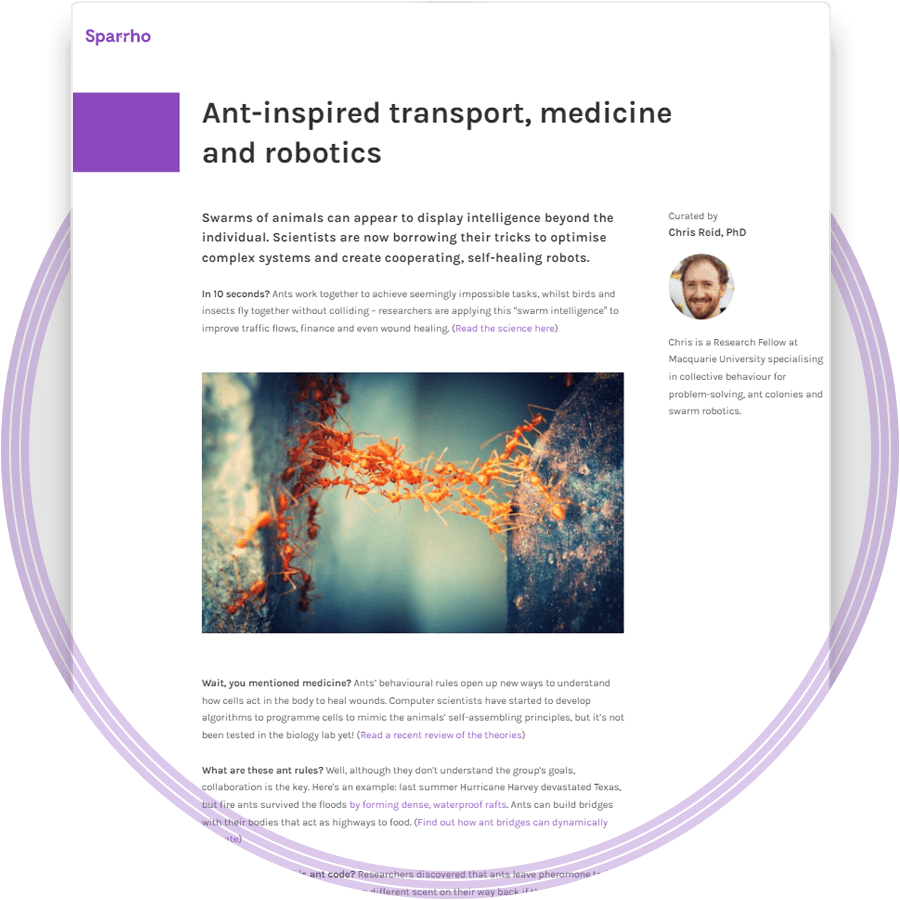 Sparrho
Ant-inspired transport, medicine
and robotics
Swarms of animals can appear to display intelligence beyond the
individual. Scientists are now borrowing their tricks to optimise
complex systems and create cooperating, self-healing robots.
In 10 seconds? Ants work together to achieve seemingly impossible tasks, whilst birds and
insects fly together without colliding – researchers are applying this "swarm intelligence" to
improve traffic flows, finance and even wound healing. (Read the science here)
Curated by
Chris Reid, PhD
Chris is a Research Fellow at
Macquarie University specialising
in collective behaviour for
problem-solving, ant colonies and
swarm robotics.
Wait, you mentioned medicine? Ants' behavioural rules open up new ways to understand
how cells act in the body to heal wounds. Computer scientists have started to develop
algorithms to programme cells to mimic the animals' self-assembling principles, but it's not
been tested in the biology lab yet! (Read a recent review of the theories)
What are these ant rules? Well, although they don't understand the group's goals,
collaboration is the key. Here's an example: last summer Hurricane Harvey devastated Texas,
but fire ants survived the floods by forming dense, waterproof rafts. Ants can build bridges
with their bodies that act as highways to food. (Find out how ant bridges can dynamically
ant code? Researchers discovered that ants leave pheromone
different scent on their way back if